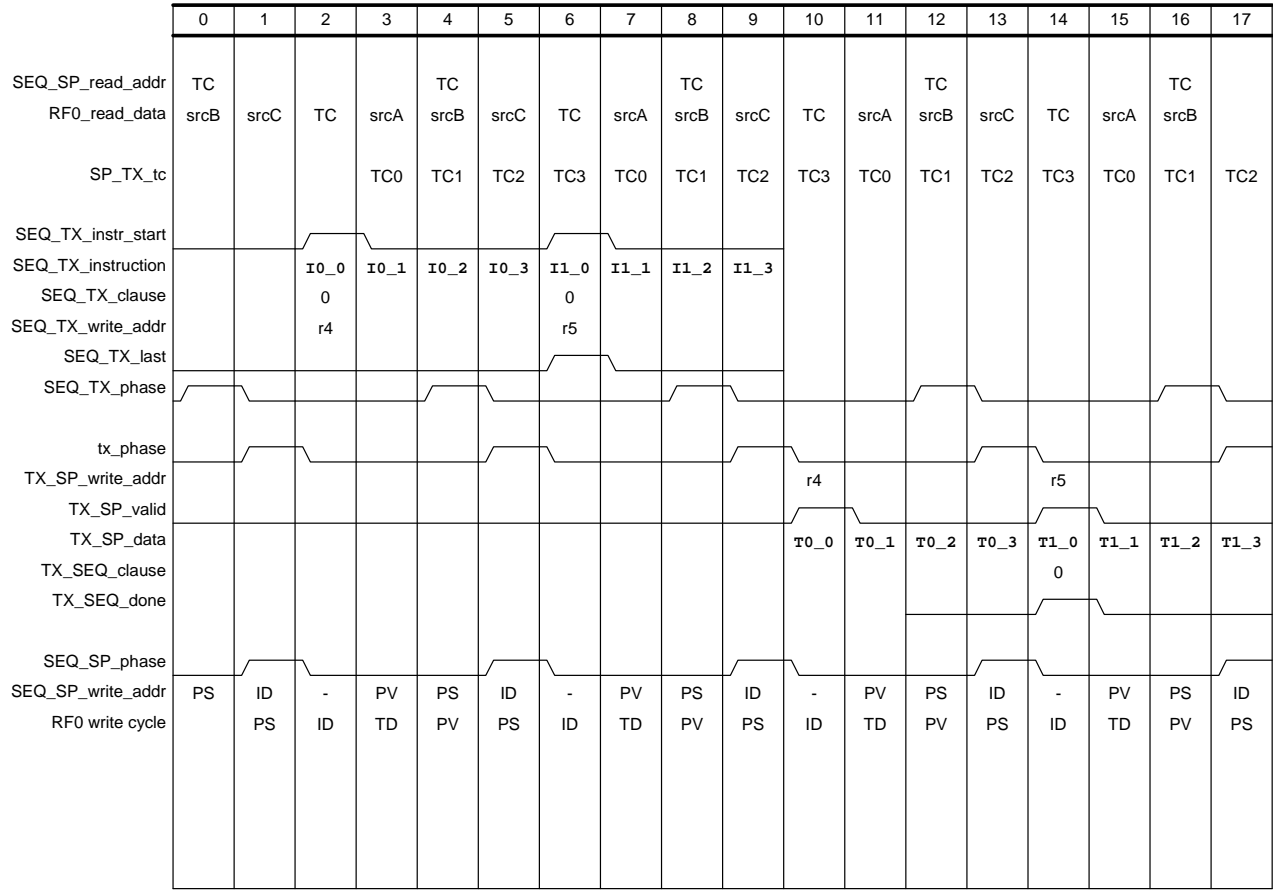 0 1 2 3 4 5 6 7 8 9 10 11 12 13 14 15 16 17
SEQ_SP_read_addr TC TC TC TC TC
RF0_read_data srcB srcC TC srcA srcB srcC TC srcA srcB srcC TC srcA srcB srcC TC srcA srcB
SP_TX_tc TC0 TC1 TC2 TC3 TC0 TC1 TC2 TC3 TC0 TC1 TC2 TC3 TC0 TC1 TC2
SEQ_TX_instr_start
SEQ_TX_instruction I0_0 I0_1 I0_2 I0_3 I1_0 I1_1 I1_2 I1_3
SEQ_TX_clause 0 0
SEQ_TX_write_addr r4 r5
SEQ_TX_last
SEQ_TX_phase
tx_phase
TX_SP_write_addr r4 r5
TX_SP_valid
TX_SP_data T0_0 T0_1 T0_2 T0_3 T1_0 T1_1 T1_2 T1_3
TX_SEQ_clause 0
TX_SEQ_done
SEQ_SP_phase
SEQ_SP_write_addr PS ID - PV PS ID - PV PS ID - PV PS ID - PV PS ID
RF0 write cycle PS ID TD PV PS ID TD PV PS ID TD PV PS ID TD PV PS